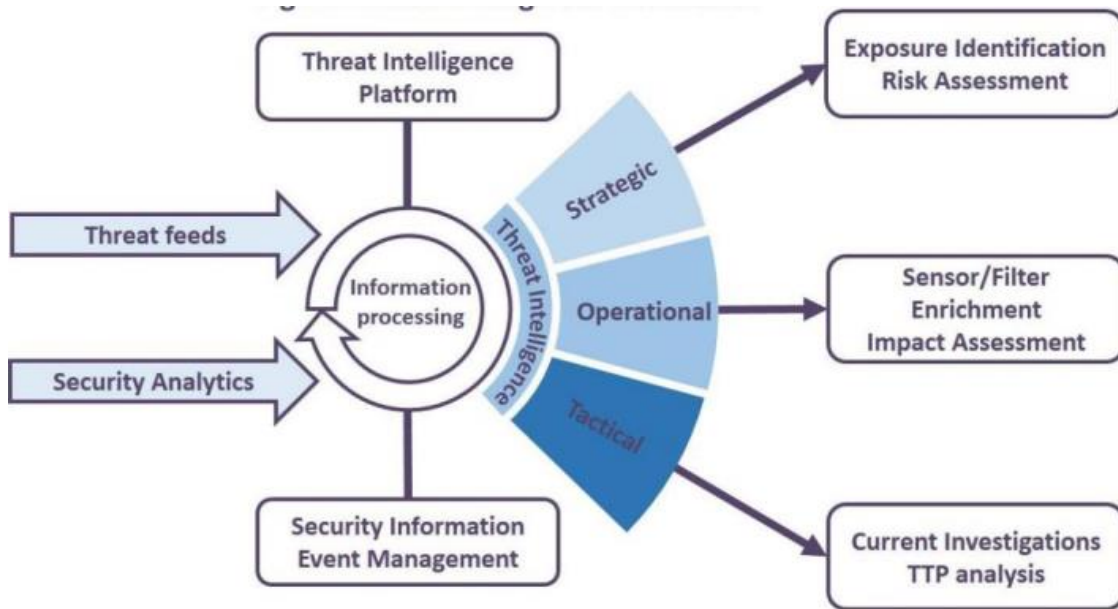 Threat Intelligence
Platform
Exposure Identification
Risk Assessment
Threat feeds
Security Analytics
Information
processing
Threat Intelligence
Strategic
Operational
Tactical
Sensor/Filter
Enrichment
Impact Assessment
Security Information
Event Management
Current Investigations
TTP analysis